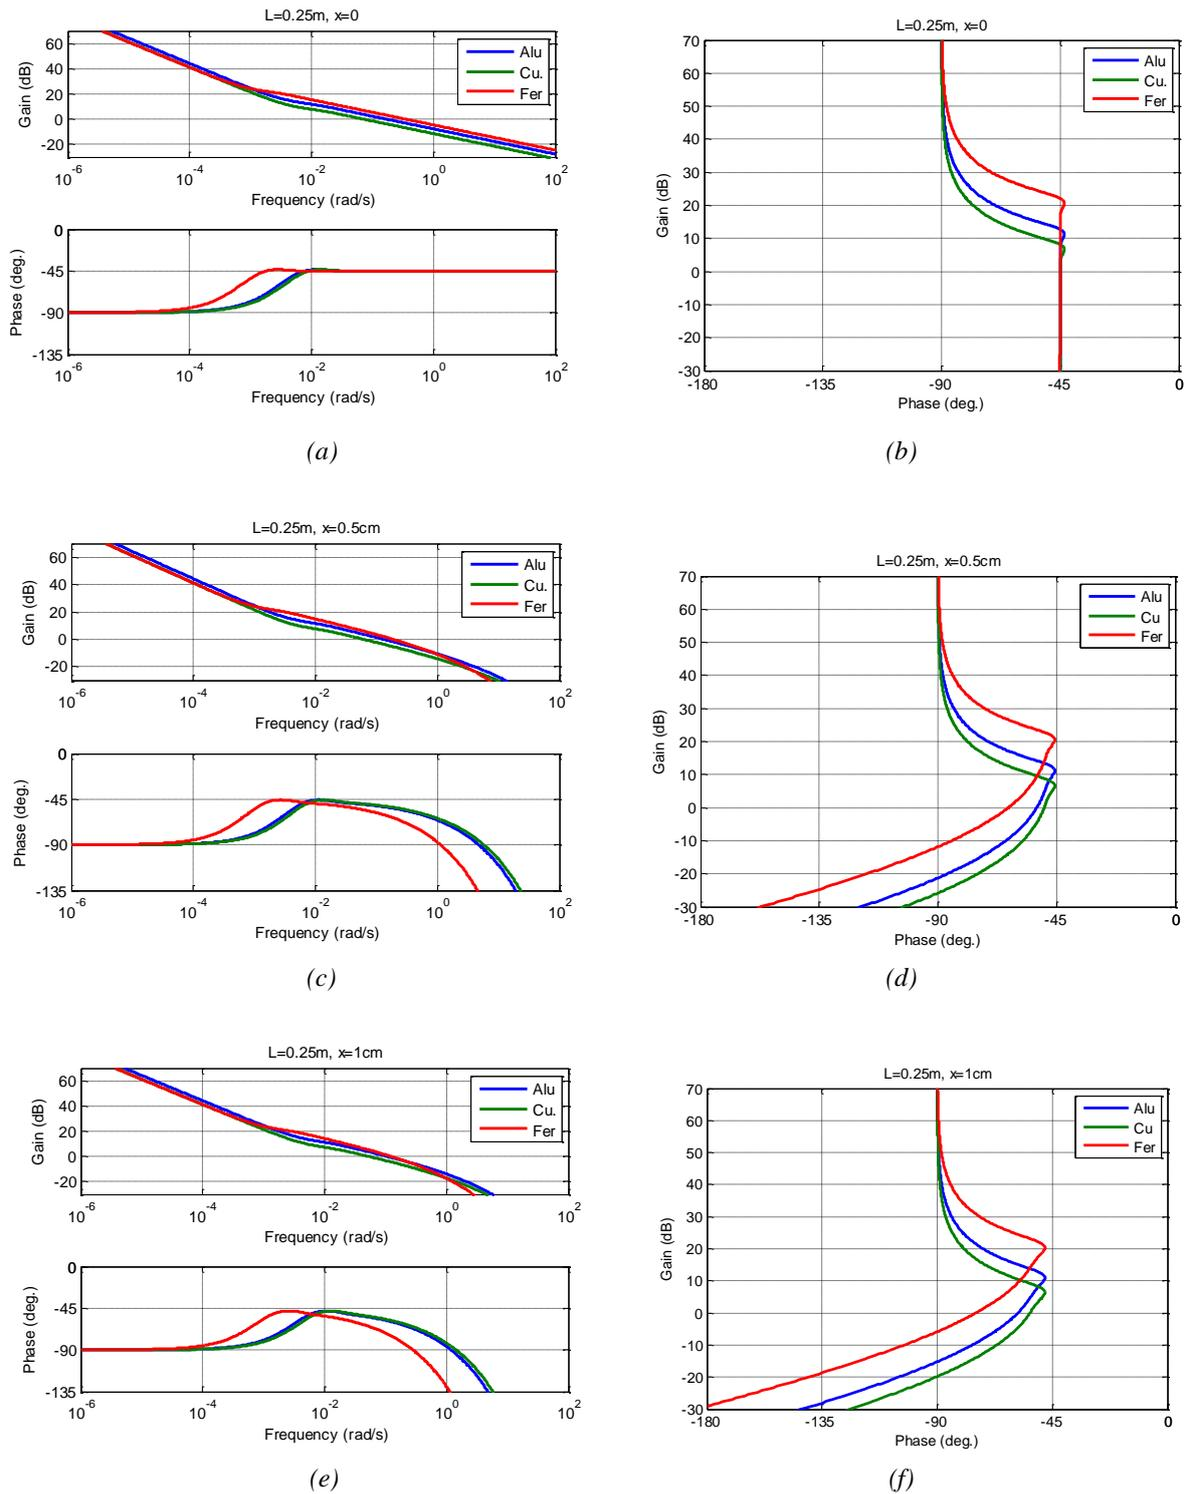 L=0.25m, x=0
60
40
20
0
-20
Gain (dB)
Alu
Cu.
Fer
10^-6
10^-4
10^-2
10^0
10^2
Frequency (rad/s)
0
-45
-90
-135
Phase (deg.)
10^-6
10^-4
10^-2
10^0
10^2
Frequency (rad/s)
(a)
L=0.25m, x=0
70
60
50
40
30
20
10
0
-10
-20
-30
Gain (dB)
Alu
Cu.
Fer
-180
-135
-90
-45
0
Phase (deg.)
(b)
L=0.25m, x=0.5cm
60
40
20
0
-20
Gain (dB)
Alu
Cu.
Fer
10^-6
10^-4
10^-2
10^0
10^2
Frequency (rad/s)
0
-45
-90
-135
Phase (deg.)
10^-6
10^-4
10^-2
10^0
10^2
Frequency (rad/s)
(c)
L=0.25m, x=0.5cm
70
60
50
40
30
20
10
0
-10
-20
-30
Gain (dB)
Alu
Cu
Fer
-180
-135
-90
-45
0
Phase (deg.)
(d)
L=0.25m, x=1cm
60
40
20
0
-20
Gain (dB)
Alu
Cu.
Fer
10^-6
10^-4
10^-2
10^0
10^2
Frequency (rad/s)
0
-45
-90
-135
Phase (deg.)
10^-6
10^-4
10^-2
10^0
10^2
Frequency (rad/s)
(e)
L=0.25m, x=1cm
70
60
50
40
30
20
10
0
-10
-20
-30
Gain (dB)
Alu
Cu
Fer
-180
-135
-90
-45
0
Phase (deg.)
(f)